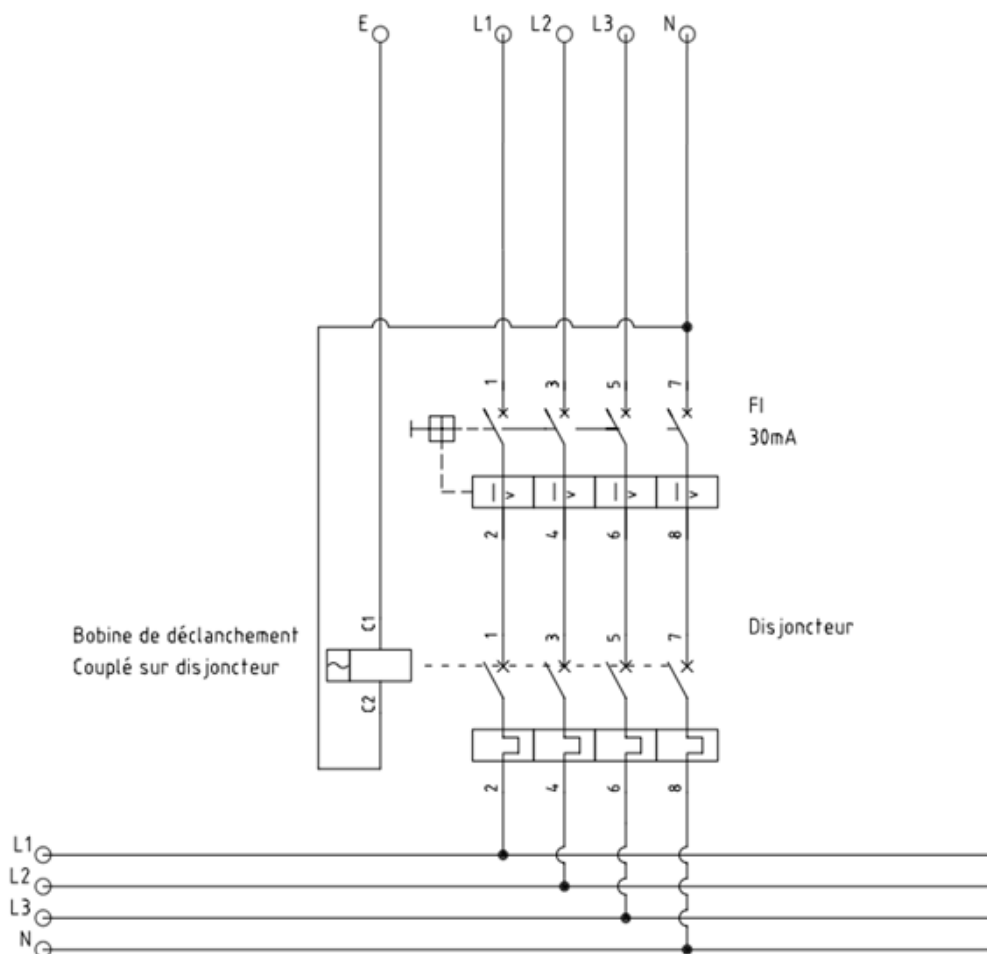 E L1 L2 L3 N
1 3 5 7
FI
30mA
2 4 6 8
C1
Bobine de déclanchement
Couplé sur disjoncteur
C2
1 3 5 7
Disjoncteur
2 4 6 8
L1
L2
L3
N